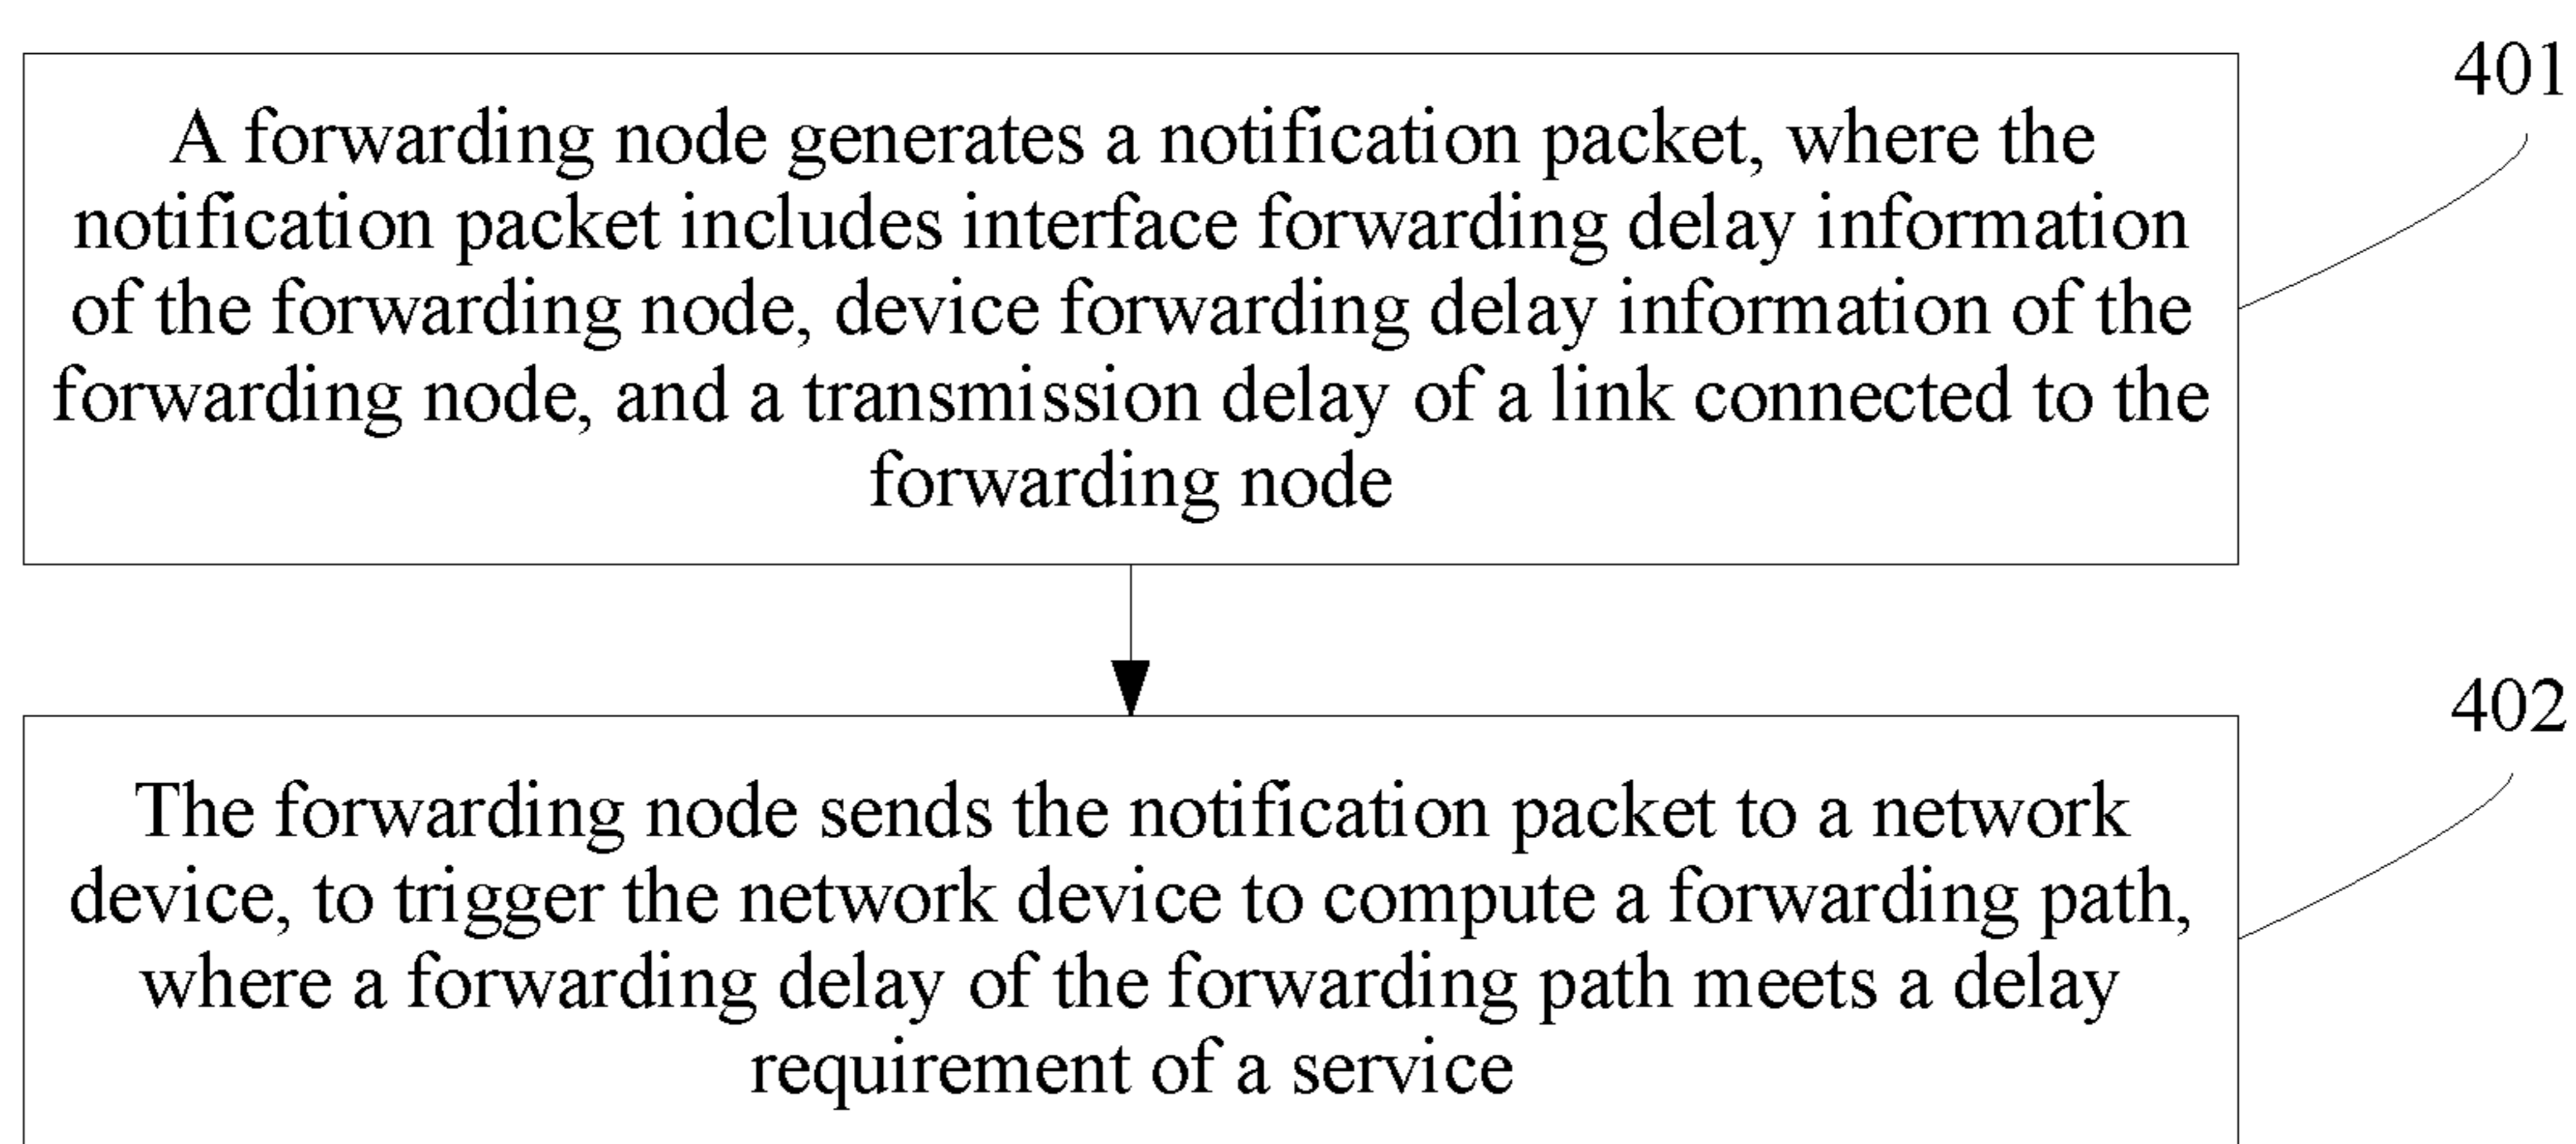 401
A forwarding node generates a notification packet, where the
notification packet includes interface forwarding delay information
of the forwarding node, device forwarding delay information of the
forwarding node, and a transmission delay of a link connected to the
forwarding node
402
The forwarding node sends the notification packet to a network
device, to trigger the network device to compute a forwarding path,
where a forwarding delay of the forwarding path meets a delay
requirement of a service